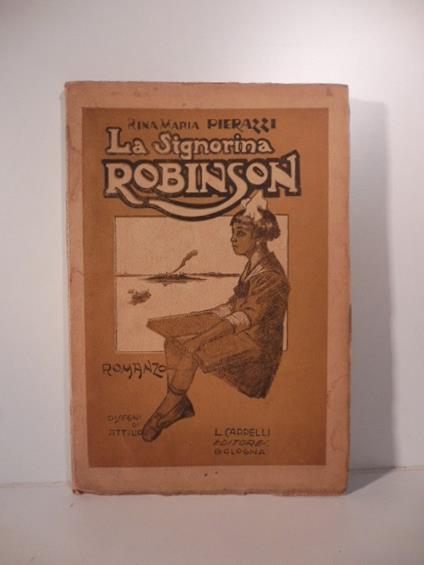 RINA MARIA PIERAZZI
La Signorina
ROBINSON
ROMANZO
DISEGNI
DI
ATTILIO
L. CAPPELLI
EDITORE
BOLOGNA